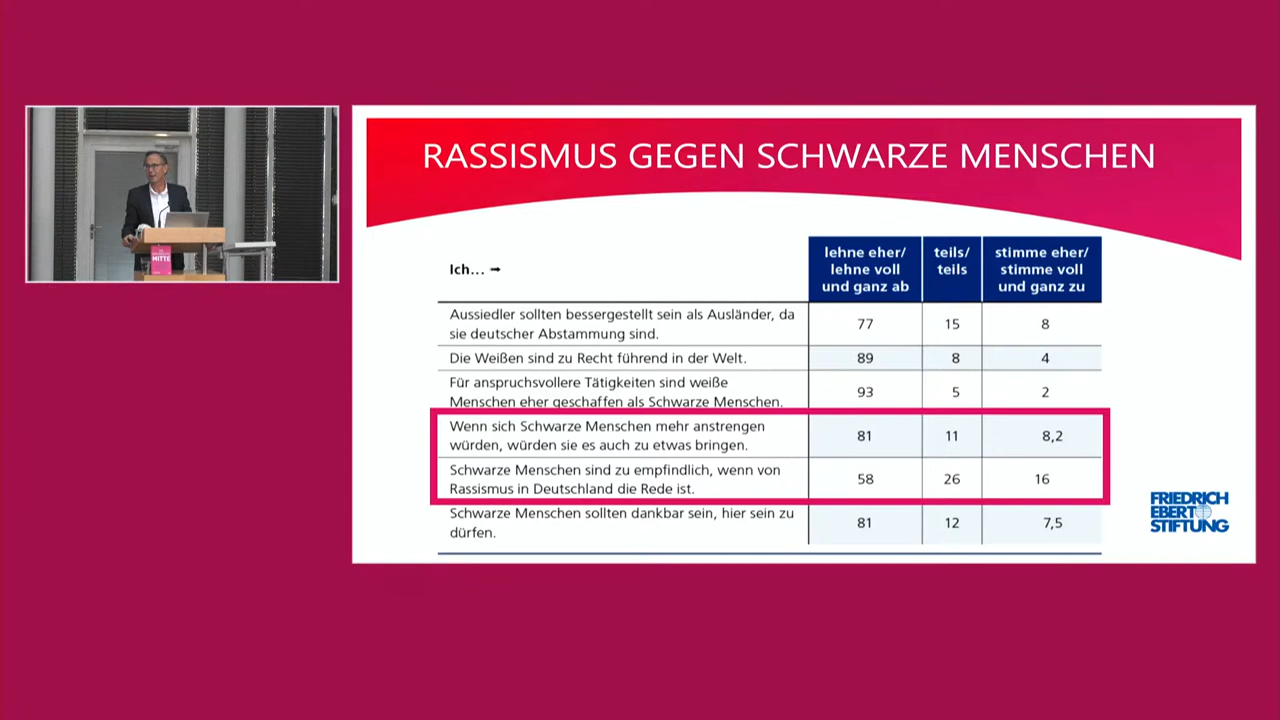 MITTE
RASSISMUS GEGEN SCHWARZE MENSCHEN
Ich... ➞
lehne eher/
lehne voll
und ganz ab
teils/
teils
stimme eher/
stimme voll
und ganz zu
Aussiedler sollten bessergestellt sein als Ausländer, da
sie deutscher Abstammung sind.
77 15 8
Die Weißen sind zu Recht führend in der Welt.
89 8 4
Für anspruchsvollere Tätigkeiten sind weiße
Menschen eher geschaffen als Schwarze Menschen.
93 5 2
Wenn sich Schwarze Menschen mehr anstrengen
würden, würden sie es auch zu etwas bringen.
81 11 8,2
Schwarze Menschen sind zu empfindlich, wenn von
Rassismus in Deutschland die Rede ist.
58 26 16
Schwarze Menschen sollten dankbar sein, hier sein zu
dürfen.
81 12 7,5
FRIEDRICH
EBERT
STIFTUNG